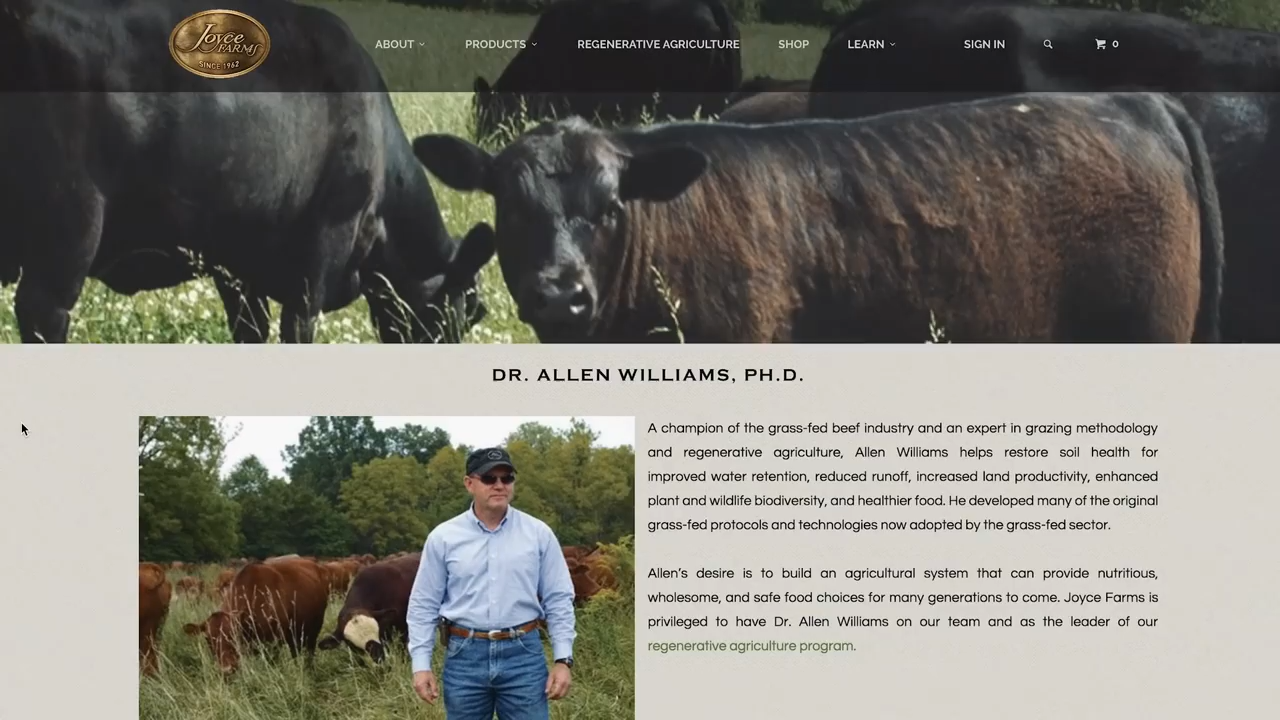 Joyce
FARMS
SINCE 1962
ABOUT
PRODUCTS
REGENERATIVE AGRICULTURE
SHOP
LEARN
SIGN IN
0
DR. ALLEN WILLIAMS, PH.D.
A champion of the grass-fed beef industry and an expert in grazing methodology
and regenerative agriculture, Allen Williams helps restore soil health for
improved water retention, reduced runoff, increased land productivity, enhanced
plant and wildlife biodiversity, and healthier food. He developed many of the original
grass-fed protocols and technologies now adopted by the grass-fed sector.
Allen's desire is to build an agricultural system that can provide nutritious,
wholesome, and safe food choices for many generations to come. Joyce Farms is
privileged to have Dr. Allen Williams on our team and as the leader of our
regenerative agriculture program.